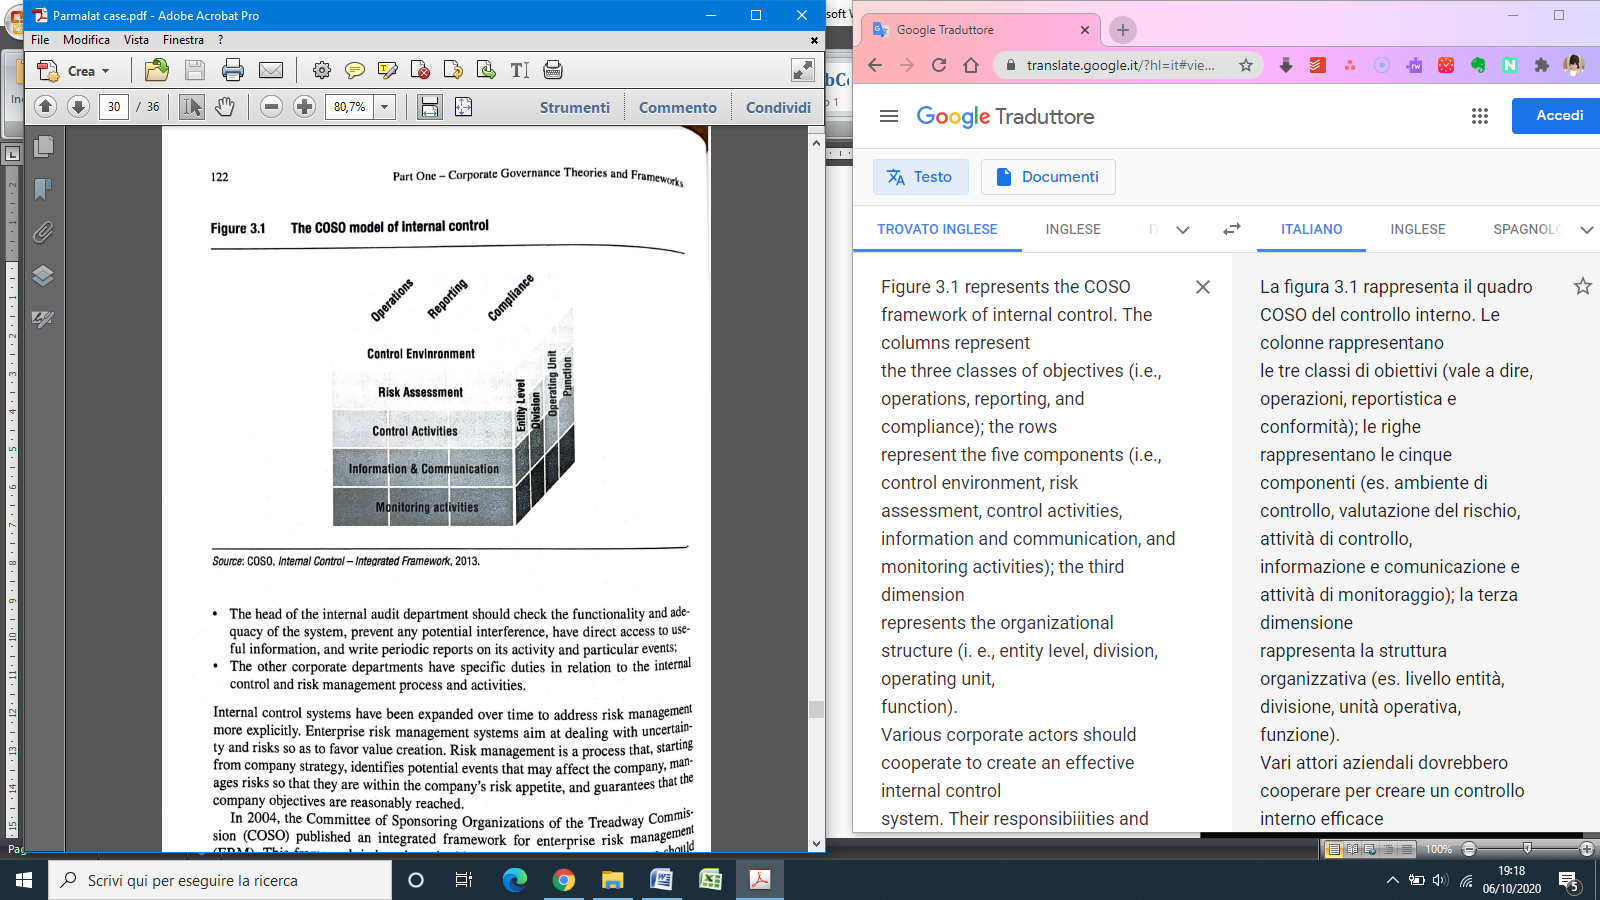 Parmalat case.pdf - Adobe Acrobat Pro
File Modifica Vista Finestra ?
Crea
30 / 36 80,7% Strumenti Commento Condividi
122 Part One – Corporate Governance Theories and Frameworks
Figure 3.1 The COSO model of Internal control
Operations Reporting Compliance
Control Envinronment
Risk Assessment
Control Activities
Information & Communication
Monitoring activities
Entity Level
Division
Operating Unit
Function
Source: COSO, Internal Control – Integrated Framework, 2013.
• The head of the internal audit department should check the functionality and ade-
quacy of the system, prevent any potential interference, have direct access to use-
ful information, and write periodic reports on its activity and particular events;
• The other corporate departments have specific duties in relation to the internal
control and risk management process and activities.
Internal control systems have been expanded over time to address risk management
more explicitly. Enterprise risk management systems aim at dealing with uncertain-
ty and risks so as to favor value creation. Risk management is a process that, starting
from company strategy, identifies potential events that may affect the company, man-
ages risks so that they are within the company's risk appetite, and guarantees that the
company objectives are reasonably reached.
In 2004, the Committee of Sponsoring Organizations of the Treadway Commis-
sion (COSO) published an integrated framework for enterprise risk management
soft W
Google Traduttore
translate.google.it/?hl=it#vie...
Google Traduttore
Accedi
Testo Documenti
TROVATO INGLESE INGLESE ITALIANO INGLESE SPAGNOLO
Figure 3.1 represents the COSO
framework of internal control. The
columns represent
the three classes of objectives (i.e.,
operations, reporting, and
compliance); the rows
represent the five components (i.e.,
control environment, risk
assessment, control activities,
information and communication, and
monitoring activities); the third
dimension
represents the organizational
structure (i. e., entity level, division,
operating unit,
function).
Various corporate actors should
cooperate to create an effective
internal control
system. Their responsibiiities and
La figura 3.1 rappresenta il quadro
COSO del controllo interno. Le
colonne rappresentano
le tre classi di obiettivi (vale a dire,
operazioni, reportistica e
conformità); le righe
rappresentano le cinque
componenti (es. ambiente di
controllo, valutazione del rischio,
attività di controllo,
informazione e comunicazione e
attività di monitoraggio); la terza
dimensione
rappresenta la struttura
organizzativa (es. livello entità,
divisione, unità operativa,
funzione).
Vari attori aziendali dovrebbero
cooperare per creare un controllo
interno efficace
100%
Scrivi qui per eseguire la ricerca
19:18
06/10/2020
5